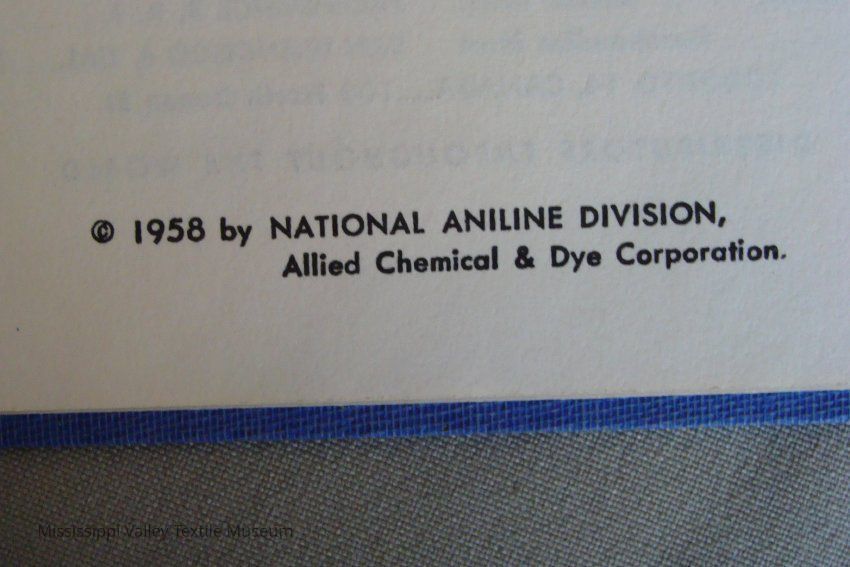 © 1958 by NATIONAL ANILINE DIVISION,
Allied Chemical & Dye Corporation.
Mississippi Valley Textile Museum